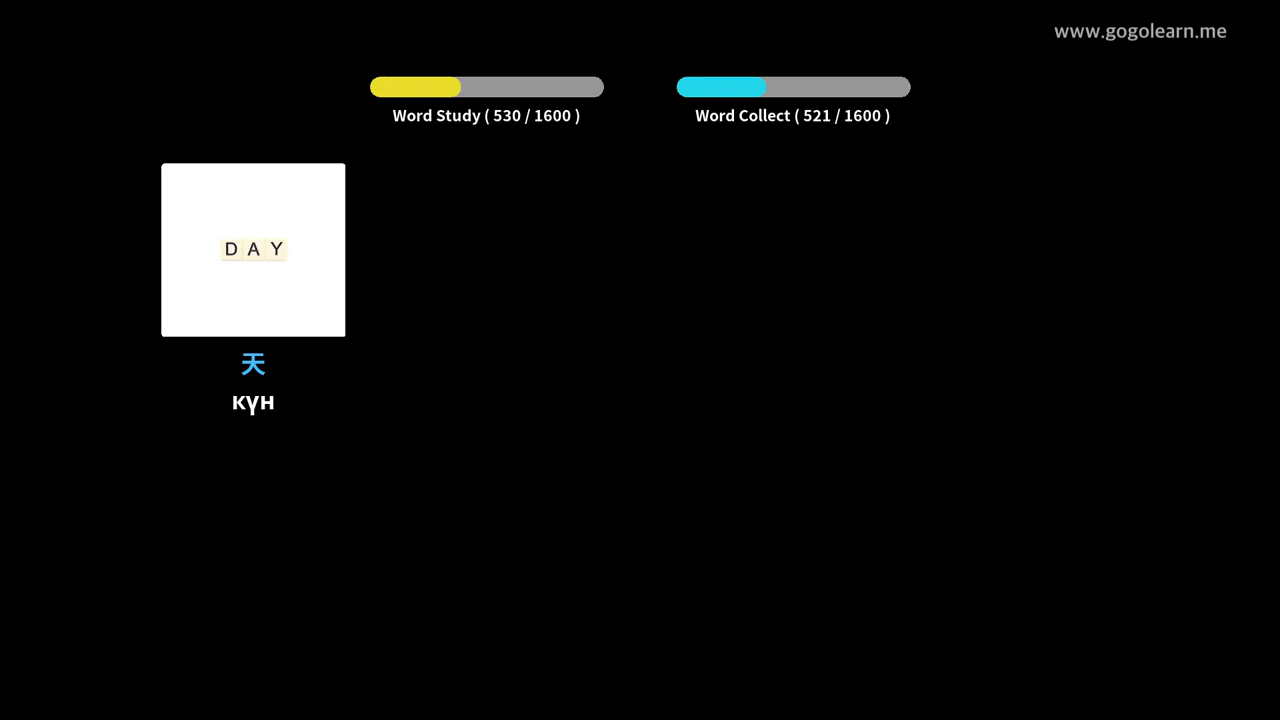 www.gogolearn.me
Word Study ( 530 / 1600 )
Word Collect ( 521 / 1600 )
DAY
天
күн